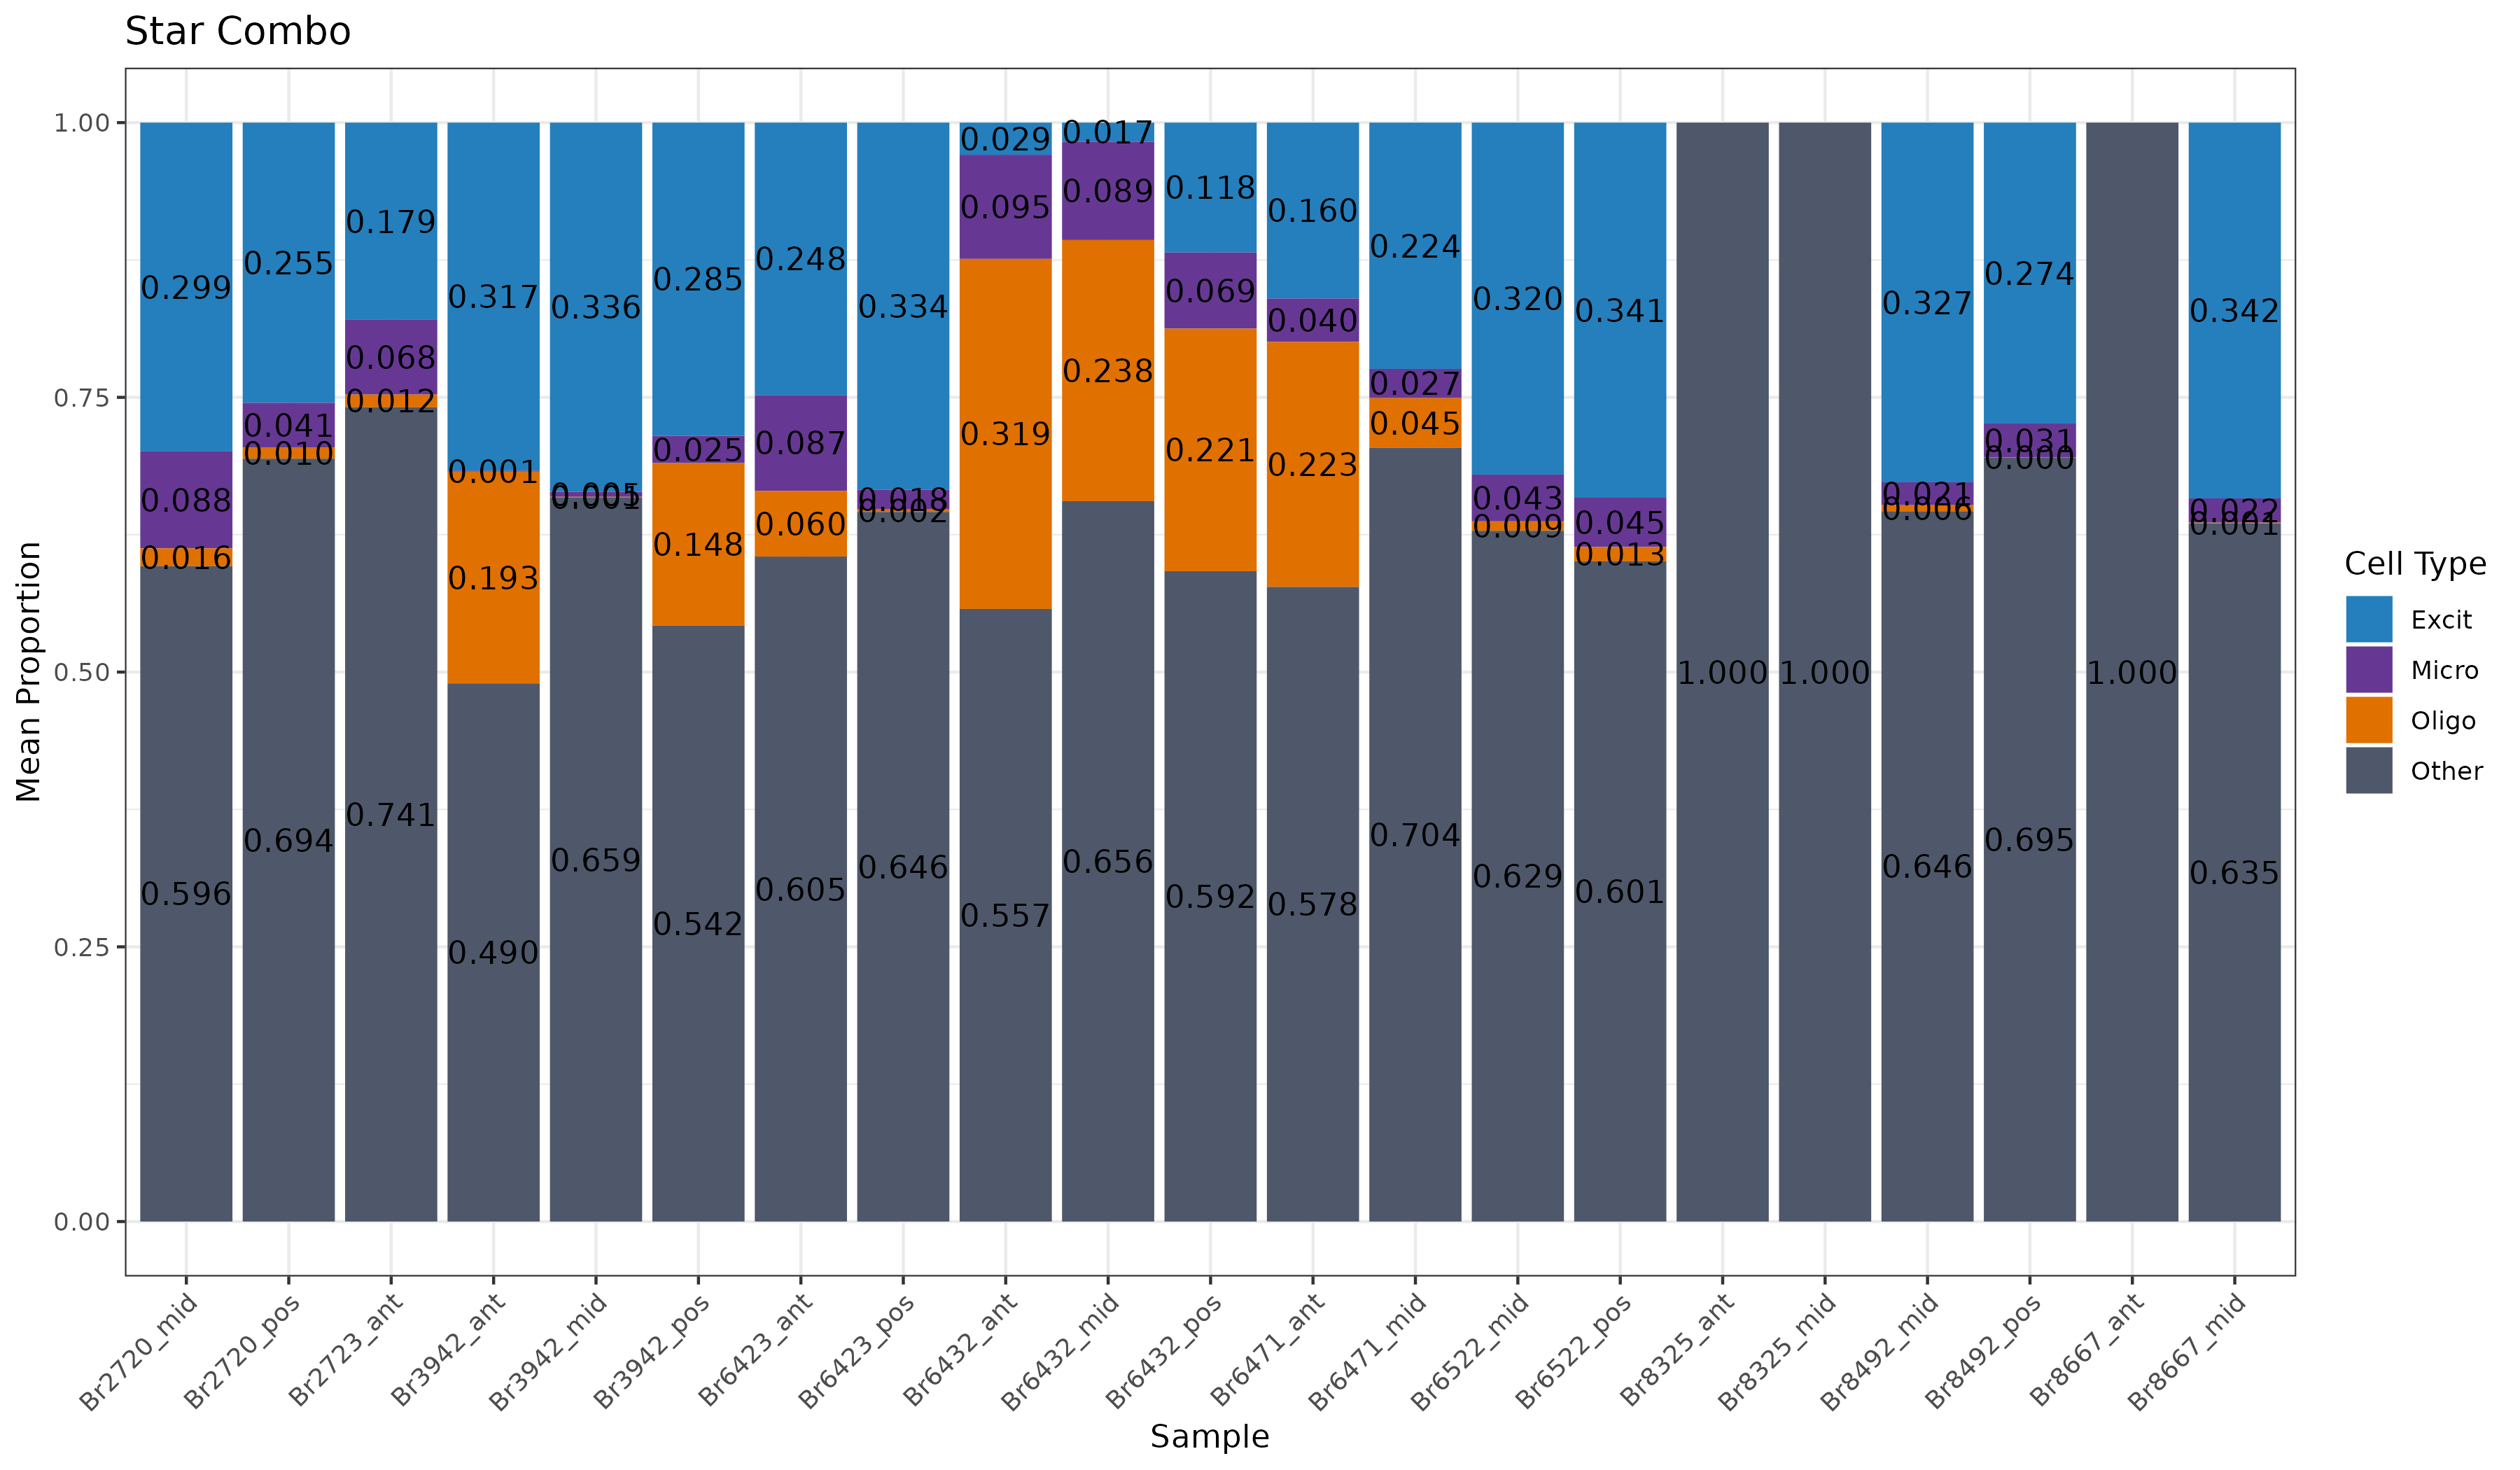 Star Combo
Mean Proportion
1.00
0.75
0.50
0.25
0.00
0.299
0.088
0.016
0.596
0.255
0.041
0.010
0.694
0.179
0.068
0.012
0.741
0.317
0.001
0.193
0.490
0.336
0.005
0.001
0.659
0.285
0.025
0.148
0.542
0.248
0.087
0.060
0.605
0.334
0.018
0.002
0.646
0.029
0.095
0.319
0.557
0.017
0.089
0.238
0.656
0.118
0.069
0.221
0.592
0.160
0.040
0.223
0.578
0.224
0.027
0.045
0.704
0.320
0.043
0.009
0.629
0.341
0.045
0.013
0.601
1.000
1.000
0.327
0.021
0.006
0.646
0.274
0.031
0.000
0.695
1.000
0.342
0.022
0.001
0.635
Br2720_mid
Br2720_pos
Br2723_ant
Br3942_ant
Br3942_mid
Br3942_pos
Br6423_ant
Br6423_pos
Br6432_ant
Br6432_mid
Br6432_pos
Br6471_ant
Br6471_mid
Br6522_mid
Br6522_pos
Br8325_ant
Br8325_mid
Br8492_mid
Br8492_pos
Br8667_ant
Br8667_mid
Sample
Cell Type
Excit
Micro
Oligo
Other